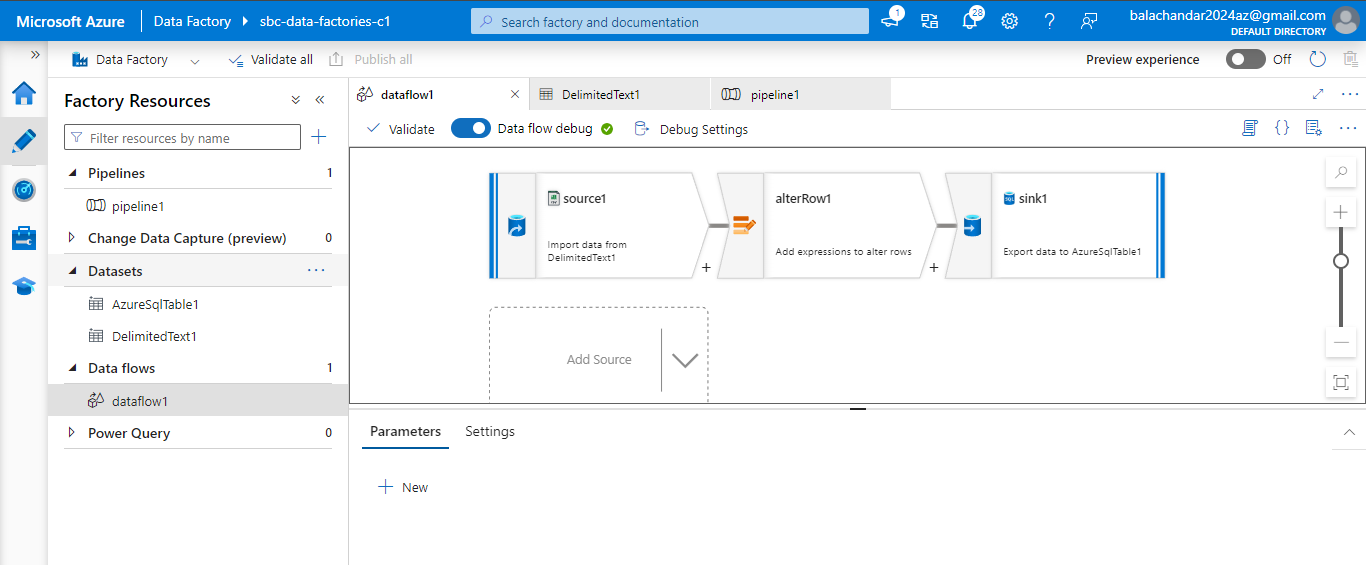 Microsoft Azure
Data Factory
sbc-data-factories-c1
Search factory and documentation
1
28
balachandar2024az@gmail.com
DEFAULT DIRECTORY
Data Factory
Validate all
Publish all
Preview experience
Off
Factory Resources
Filter resources by name
Pipelines 1
pipeline1
Change Data Capture (preview) 0
Datasets
AzureSqlTable1
DelimitedText1
Data flows 1
dataflow1
Power Query 0
dataflow1
DelimitedText1
pipeline1
Validate
Data flow debug
Debug Settings
source1
Import data from
DelimitedText1
alterRow1
Add expressions to alter rows
SQL
sink1
Export data to AzureSqlTable1
Add Source
Parameters
Settings
New